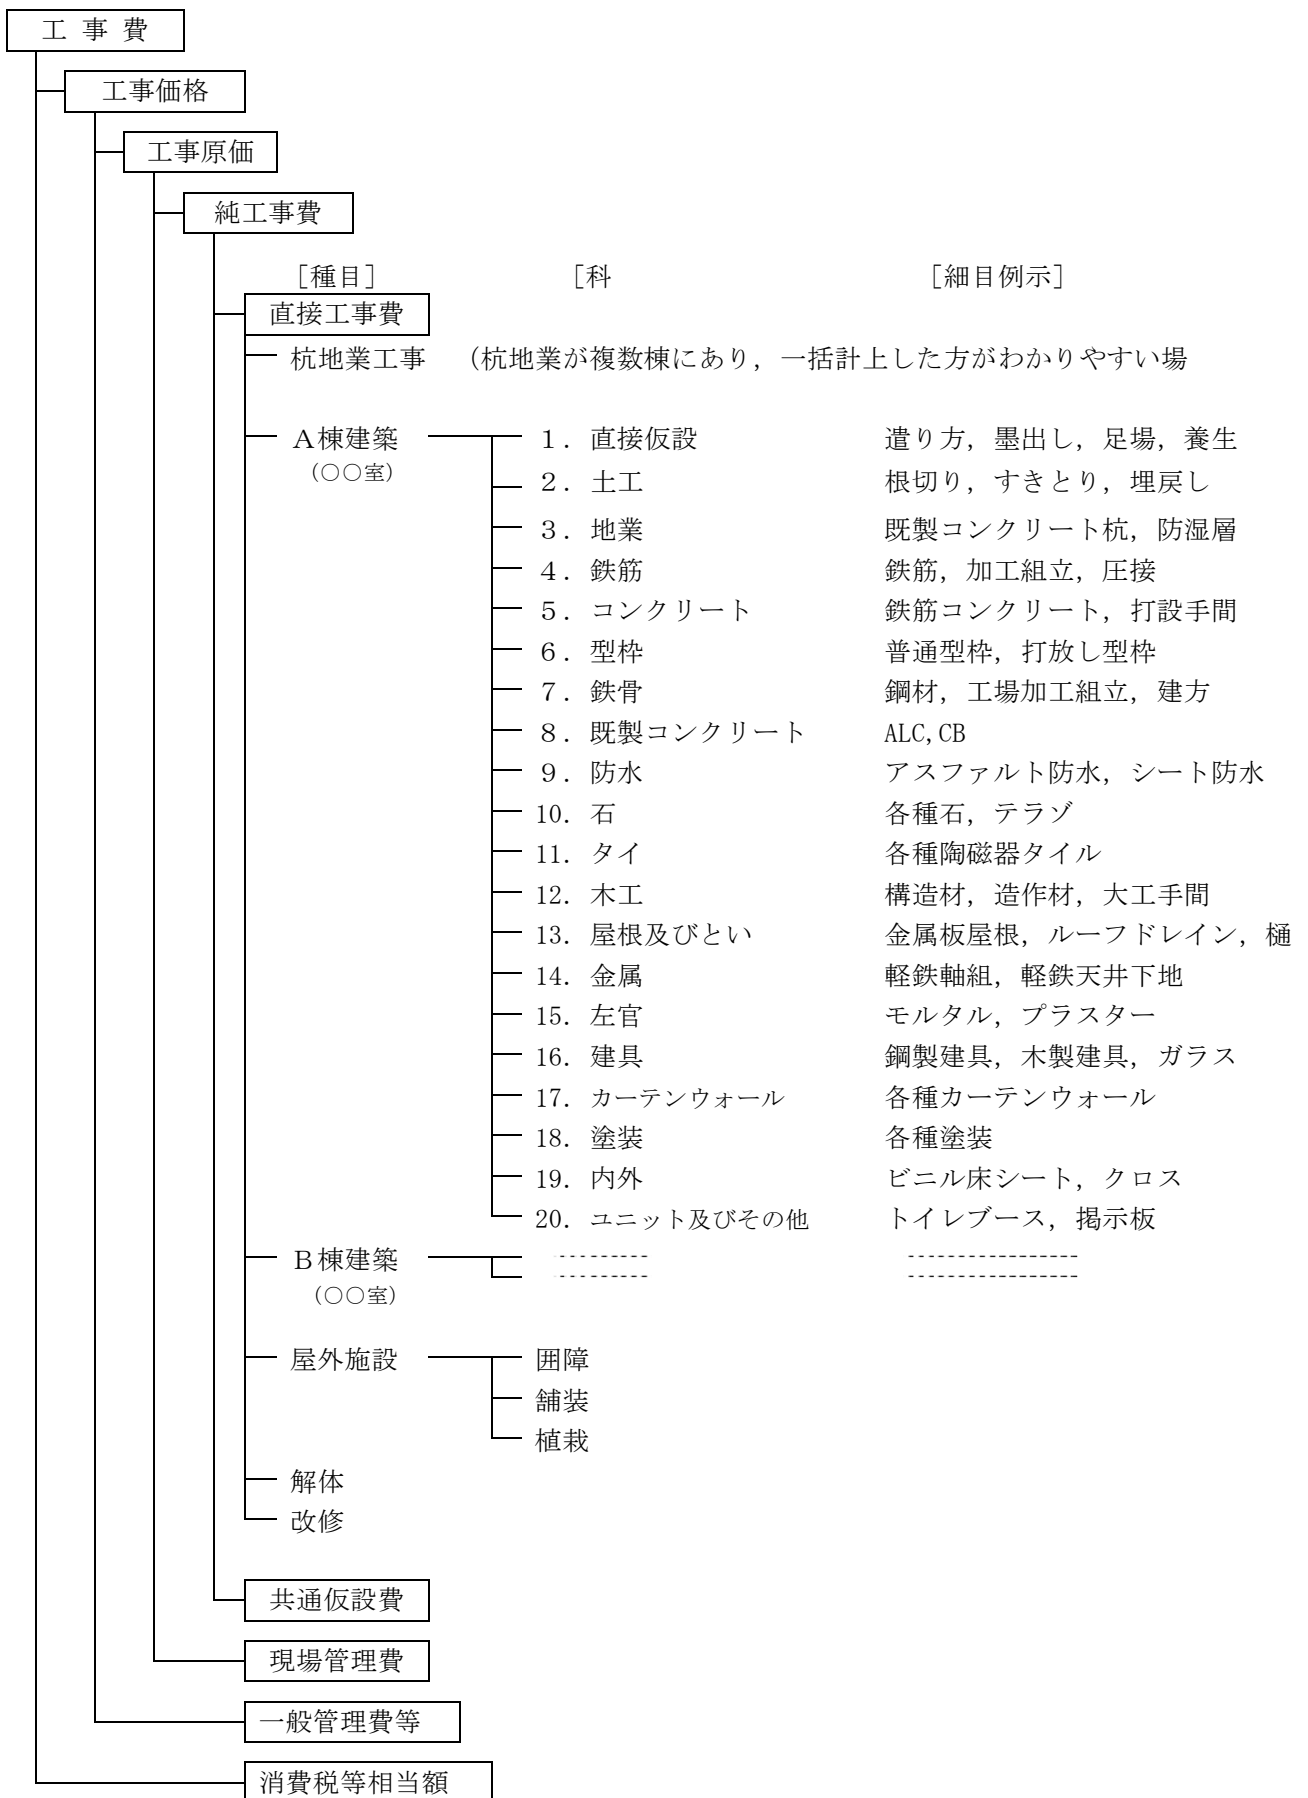 工 事 費
工事価格
工事原価
純工事費
［種目］ ［科 ［細目例示］
直接工事費
杭地業工事 （杭地業が複数棟にあり，一括計上した方がわかりやすい場
Ａ棟建築 １．直接仮設 遣り方，墨出し，足場，養生
（○○室）
２．土工 根切り，すきとり，埋戻し
３．地業 既製コンクリート杭，防湿層
４．鉄筋 鉄筋，加工組立，圧接
５．コンクリート 鉄筋コンクリート，打設手間
６．型枠 普通型枠，打放し型枠
７．鉄骨 鋼材，工場加工組立，建方
８．既製コンクリート ALC,CB
９．防水 アスファルト防水，シート防水
10．石 各種石，テラゾ
11．タイ 各種陶磁器タイル
12．木工 構造材，造作材，大工手間
13．屋根及びとい 金属板屋根，ルーフドレイン，樋
14．金属 軽鉄軸組，軽鉄天井下地
15．左官 モルタル，プラスター
16．建具 鋼製建具，木製建具，ガラス
17．カーテンウォール 各種カーテンウォール
18．塗装 各種塗装
19．内外 ビニル床シート，クロス
20．ユニット及びその他 トイレブース，掲示板
Ｂ棟建築
（○○室）
屋外施設 囲障
舗装
植栽
解体
改修
共通仮設費
現場管理費
一般管理費等
消費税等相当額